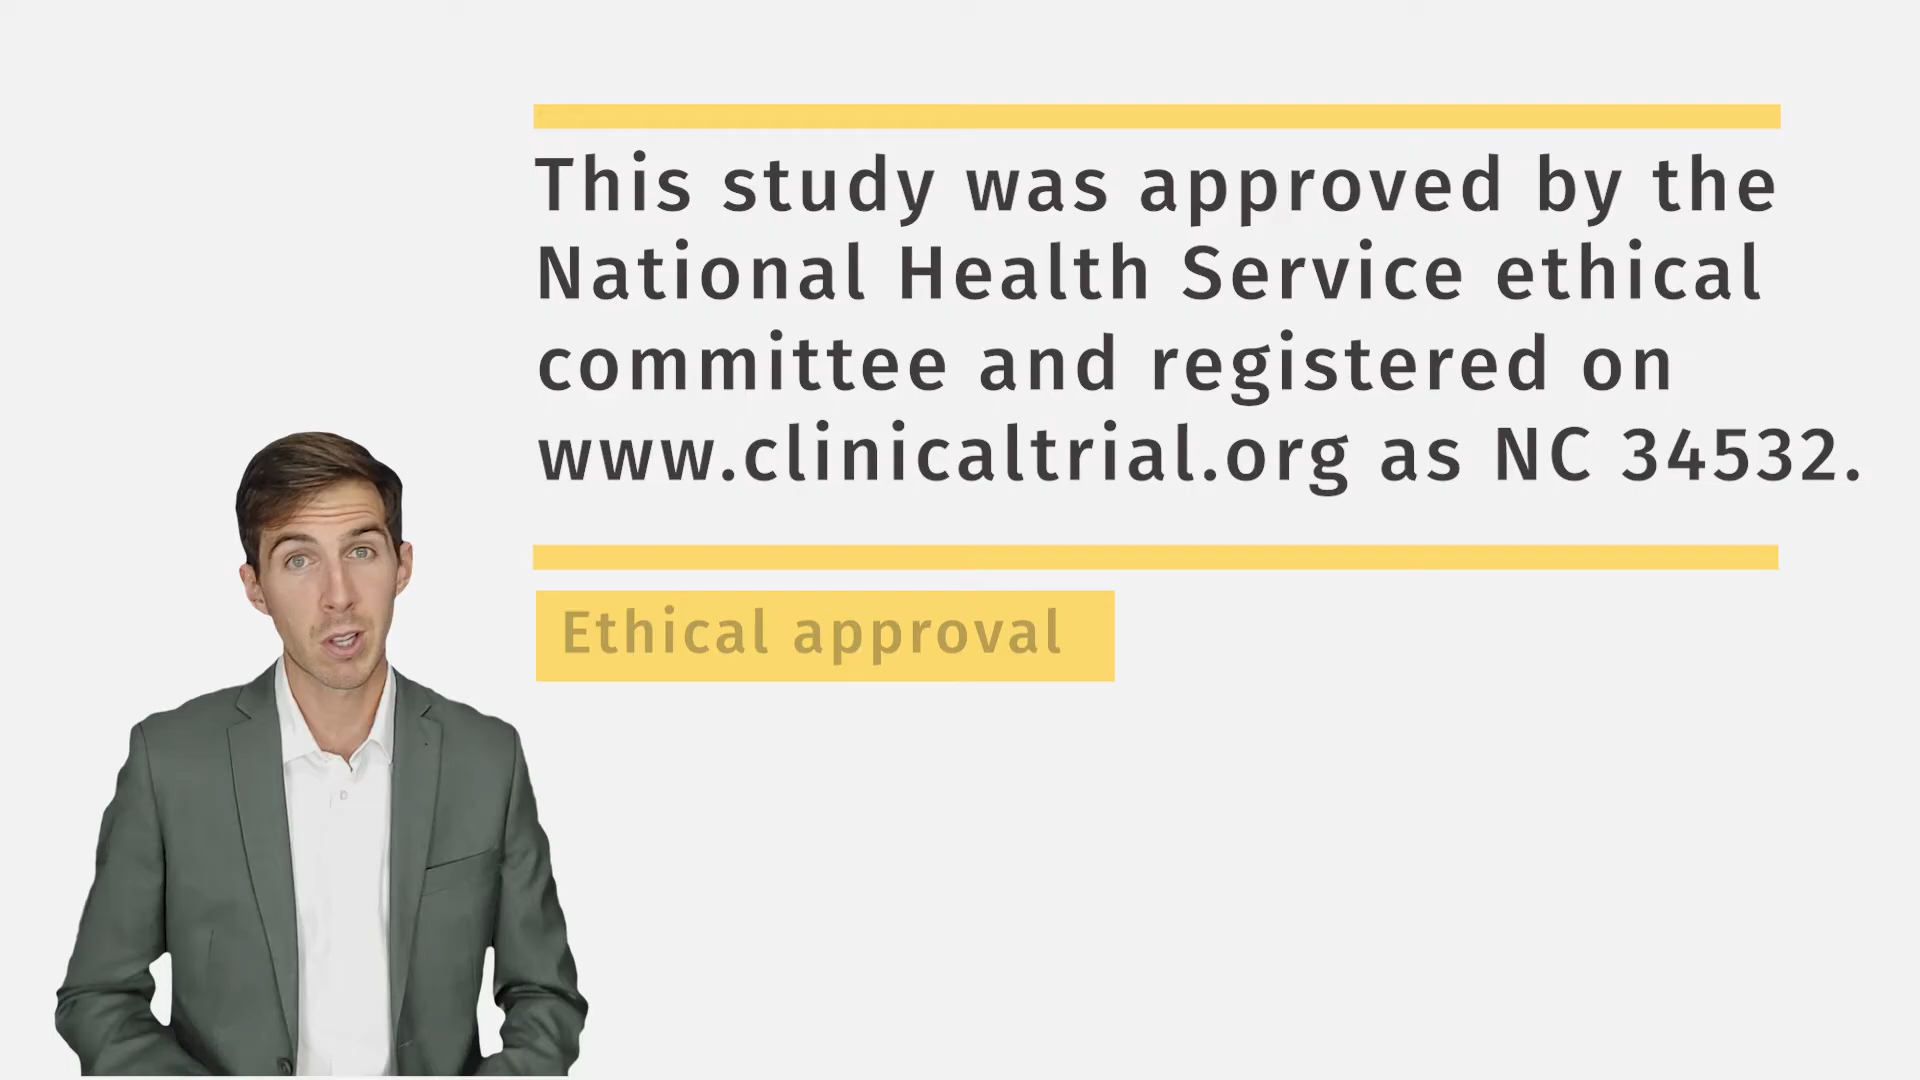 This study was approved by the
National Health Service ethical
committee and registered on
www.clinicaltrial.org as NC 34532.
Ethical approval